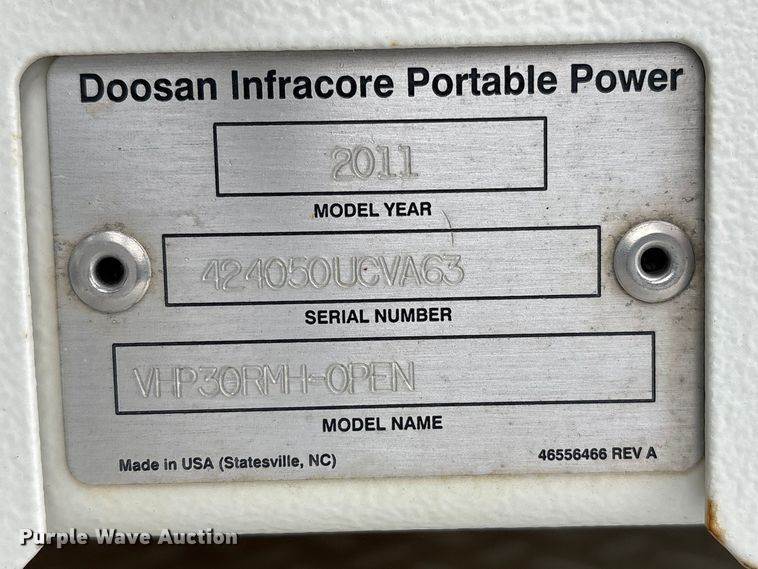 Doosan Infracore Portable Power
2011
MODEL YEAR
424050UCVA63
SERIAL NUMBER
VHP30RMH-OPEN
MODEL NAME
Made in USA (Statesville, NC) 46556466 REV A
Purple Wave Auction